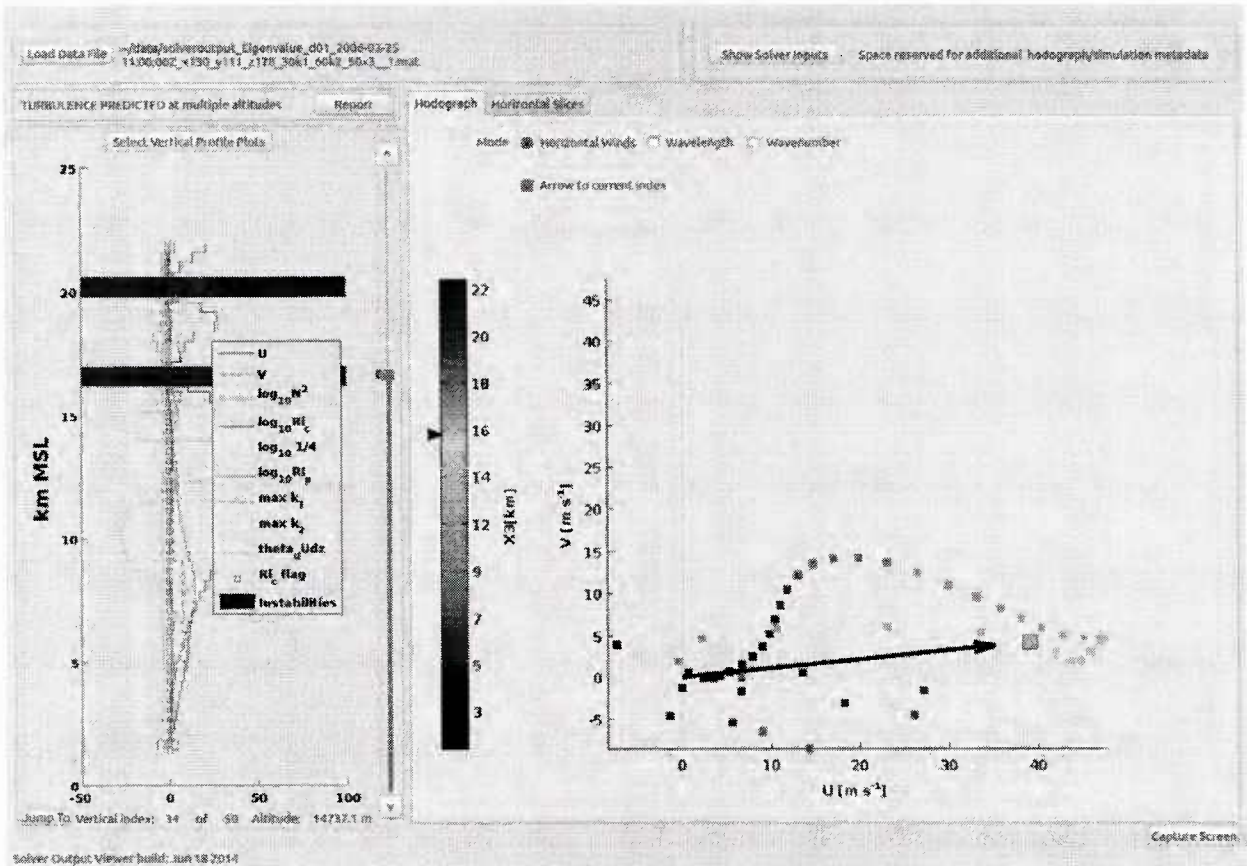 Load Data File ~/data/solveroutput_Eigenvalue_d01_2006-03-25
11:00:00Z_x130_y111_z178_30k1_60k2_50x3__1.mat
Show Solver Inputs Space reserved for additional hodograph/simulation metadata
TURBULENCE PREDICTED at multiple altitudes Report
Hodograph Horizontal Slices
Select Vertical Profile Plots
Mode Horizontal Winds Wavelength Wavenumber
Arrow to current index
25
20
15
10
5
0
km MSL
-50 0 50 100
U
V
log10N2
log10Ric
log10 1/4
max k1
max k2
Ric flag
Instabilities
22
20
18
16
14
12
9
7
5
3
X3[km]
45
40
35
30
25
20
15
10
5
0
-5
V [m s-1]
0 10 20 30 40
U [m s-1]
Jump To Vertical Index: 34 of 50 Altitude: 14737.1 m
Capture Screen
Solver Output Viewer build: Jun 18 2014